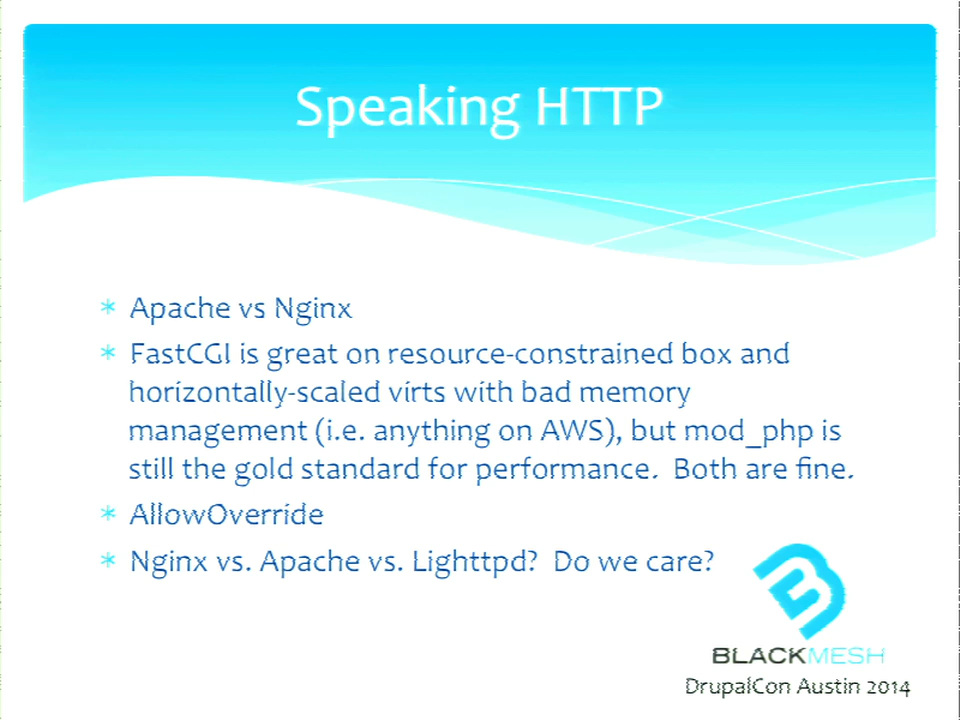 Speaking HTTP
* Apache vs Nginx
* FastCGI is great on resource-constrained box and
horizontally-scaled virts with bad memory
management (i.e. anything on AWS), but mod_php is
still the gold standard for performance.  Both are fine.
* AllowOverride
* Nginx vs. Apache vs. Lighttpd?  Do we care?
BLACKMESH
DrupalCon Austin 2014